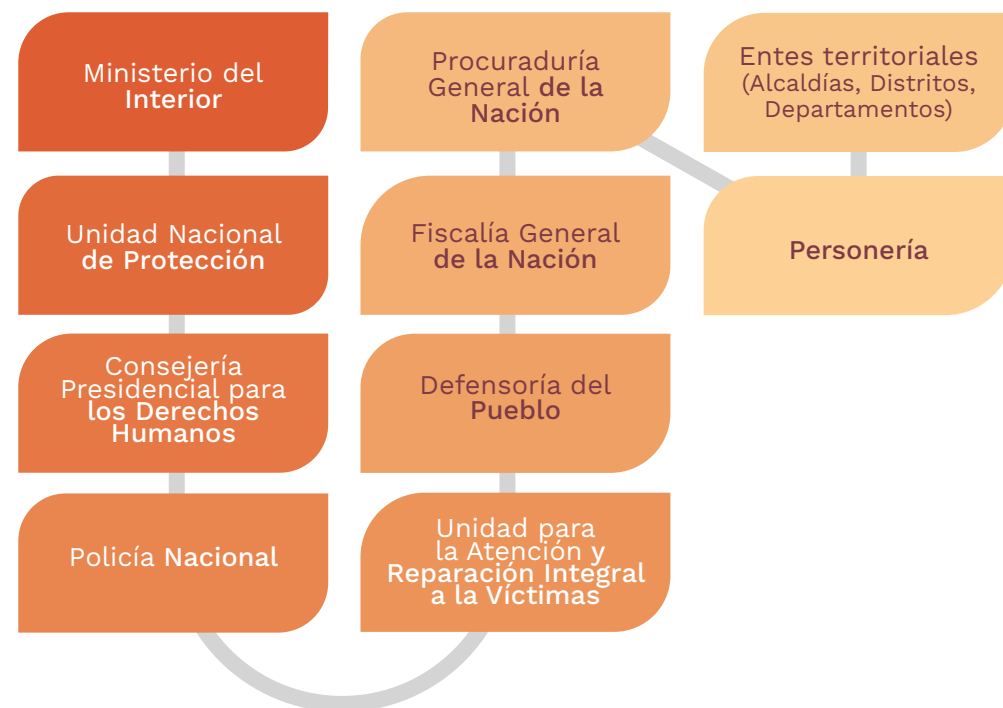 Ministerio del
Interior
Unidad Nacional
de Protección
Consejería
Presidencial para
los Derechos
Humanos
Policía Nacional
Unidad para
la Atención y
Reparación Integral
a la Víctimas
Defensoría del
Pueblo
Fiscalía General
de la Nación
Procuraduría
General de la
Nación
Personería
Entes territoriales
(Alcaldías, Distritos,
Departamentos)